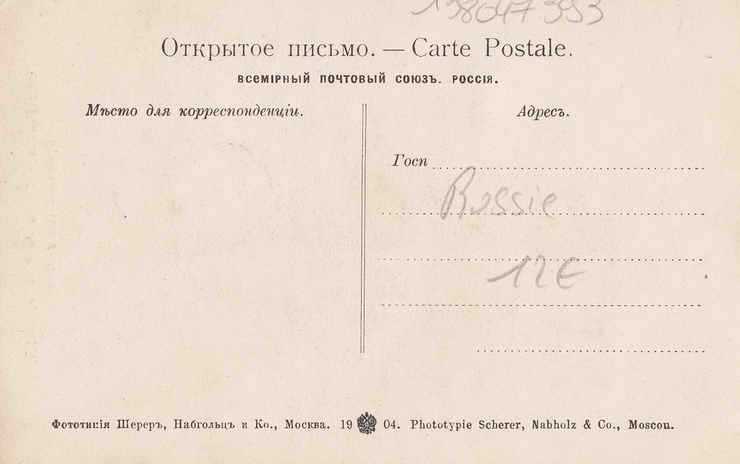 138047353
Открытое письмо. — Carte Postale.
ВСЕМІРНЫЙ ПОЧТОВЫЙ СОЮЗЪ. РОССІЯ.
Мѣсто для корреспонденціи.
Адресъ.
Госп
Russie
12€
Фототипія Шереръ, Набгольцъ и Ко., Москва. 19 04. Phototypie Scherer, Nabholz & Co., Moscou.